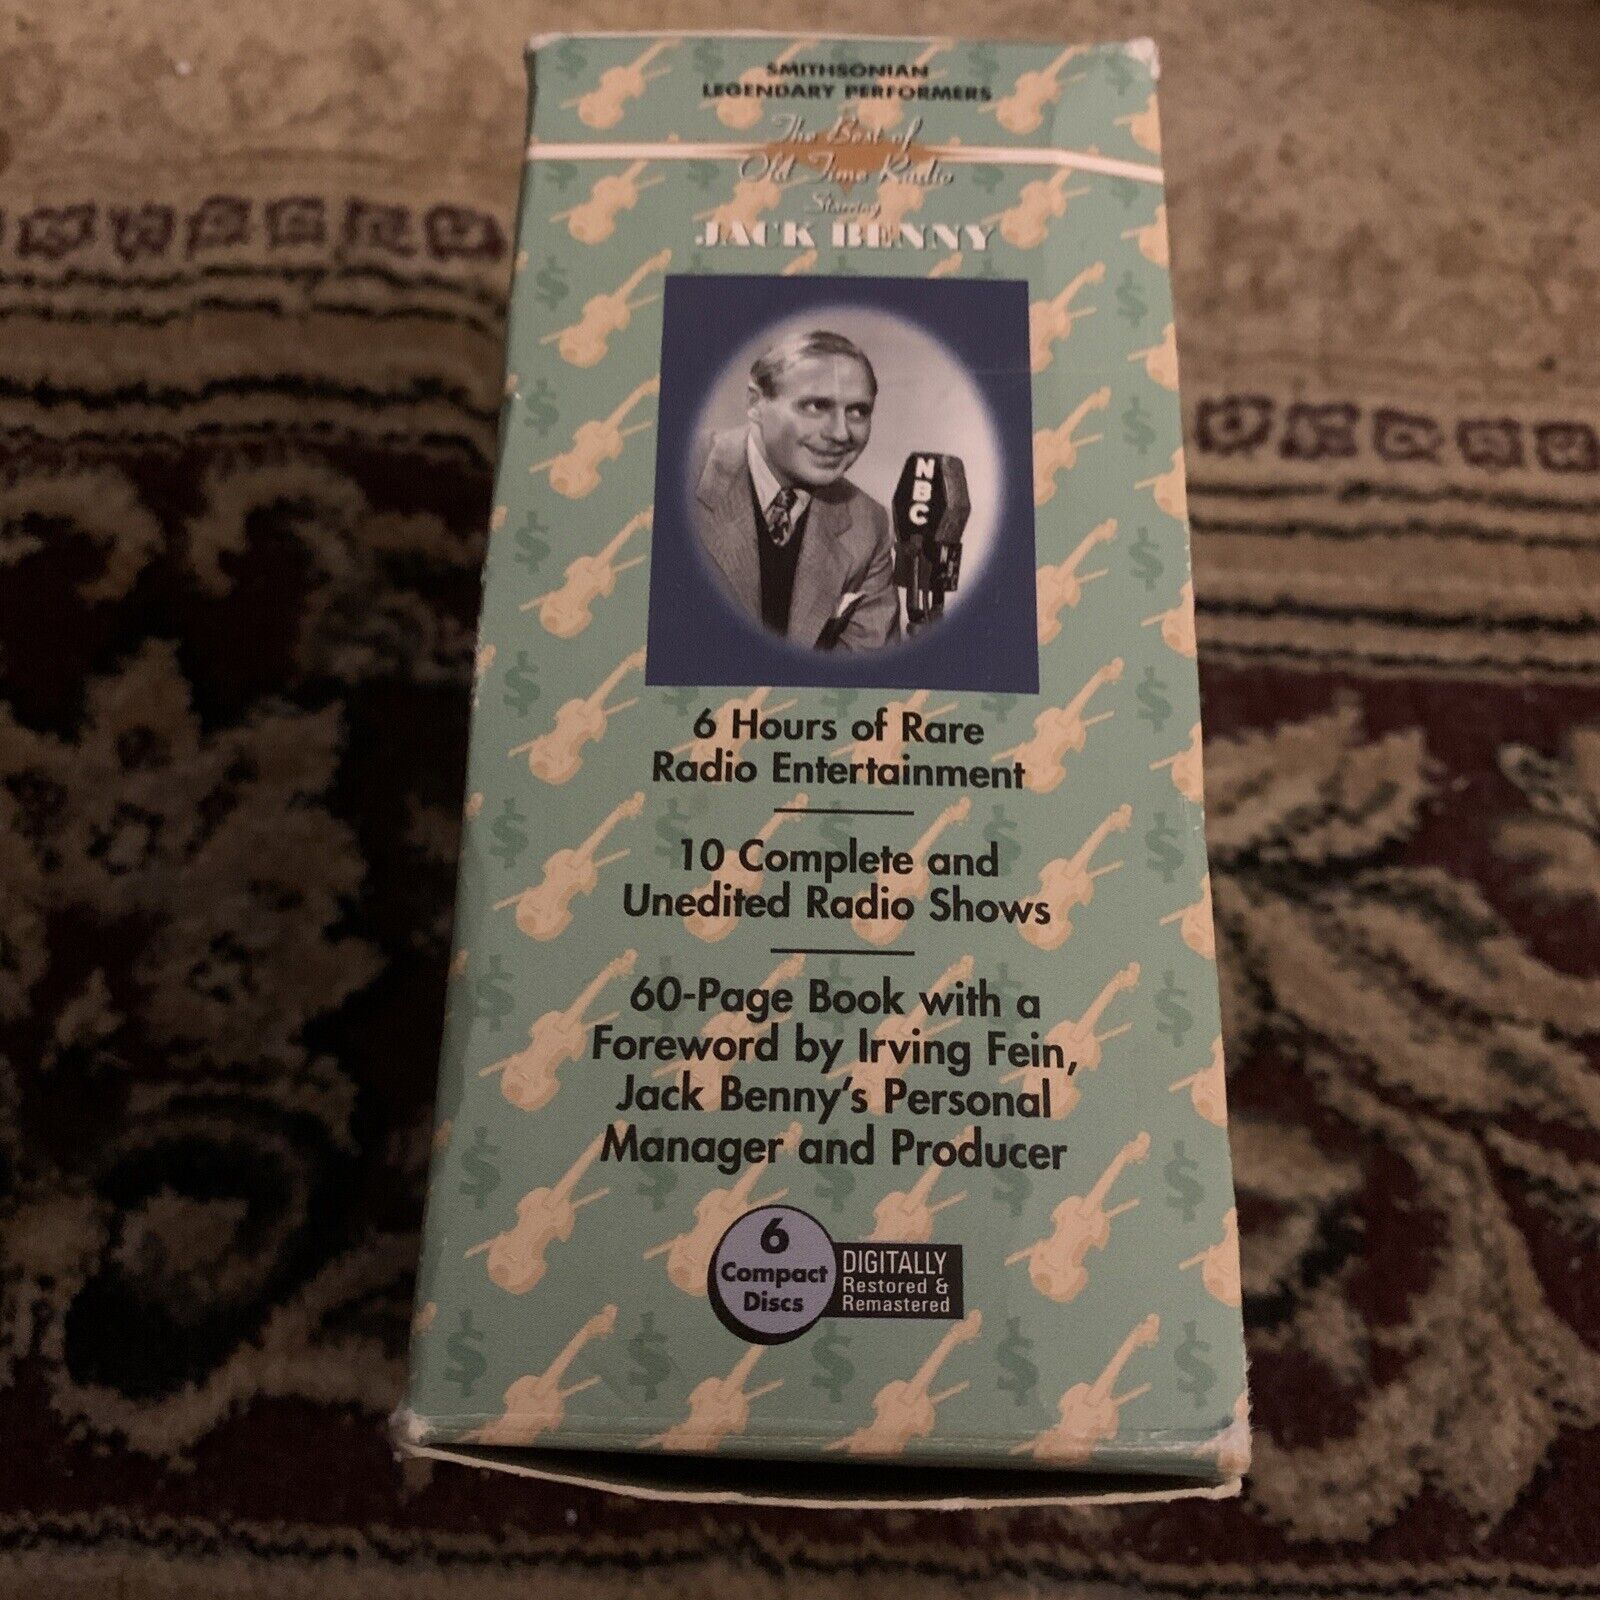 SMITHSONIAN
LEGENDARY PERFORMERS
The Best of
Old Time Radio
Starring
JACK BENNY
NBC
6 Hours of Rare
Radio Entertainment
10 Complete and
Unedited Radio Shows
60-Page Book with a
Foreword by Irving Fein,
Jack Benny's Personal
Manager and Producer
6
Compact
Discs
DIGITALLY
Restored &
Remastered